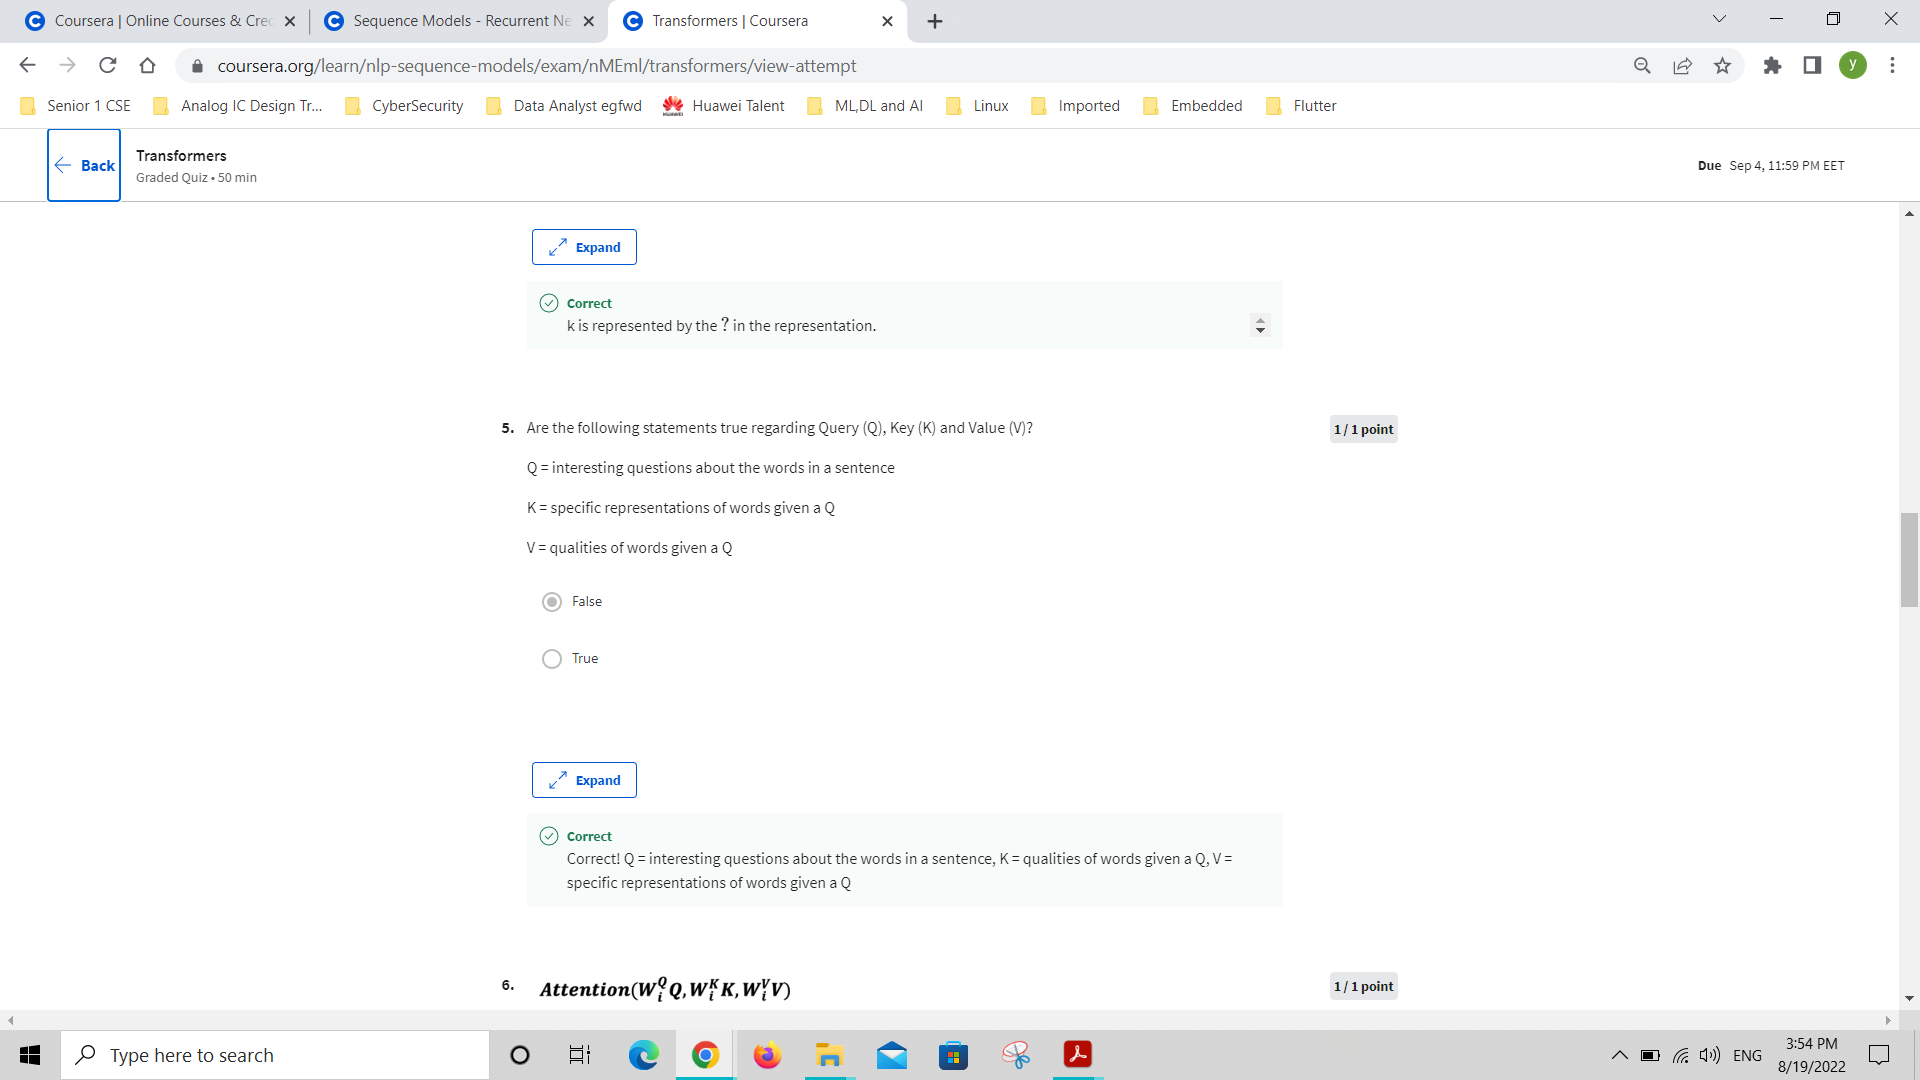 Coursera | Online Courses & Crec
Sequence Models - Recurrent Ne
Transformers | Coursera
coursera.org/learn/nlp-sequence-models/exam/nMEml/transformers/view-attempt
y
Senior 1 CSE
Analog IC Design Tr...
CyberSecurity
Data Analyst egfwd
Huawei Talent
ML,DL and AI
Linux
Imported
Embedded
Flutter
Back
Transformers
Graded Quiz • 50 min
Due Sep 4, 11:59 PM EET
Expand
Correct
k is represented by the ? in the representation.
5. Are the following statements true regarding Query (Q), Key (K) and Value (V)?
1 / 1 point
Q = interesting questions about the words in a sentence
K = specific representations of words given a Q
V = qualities of words given a Q
False
True
Expand
Correct
Correct! Q = interesting questions about the words in a sentence, K = qualities of words given a Q, V =
specific representations of words given a Q
6. Attention(W_i^Q Q, W_i^K K, W_i^V V)
1 / 1 point
Type here to search
ENG
3:54 PM
8/19/2022